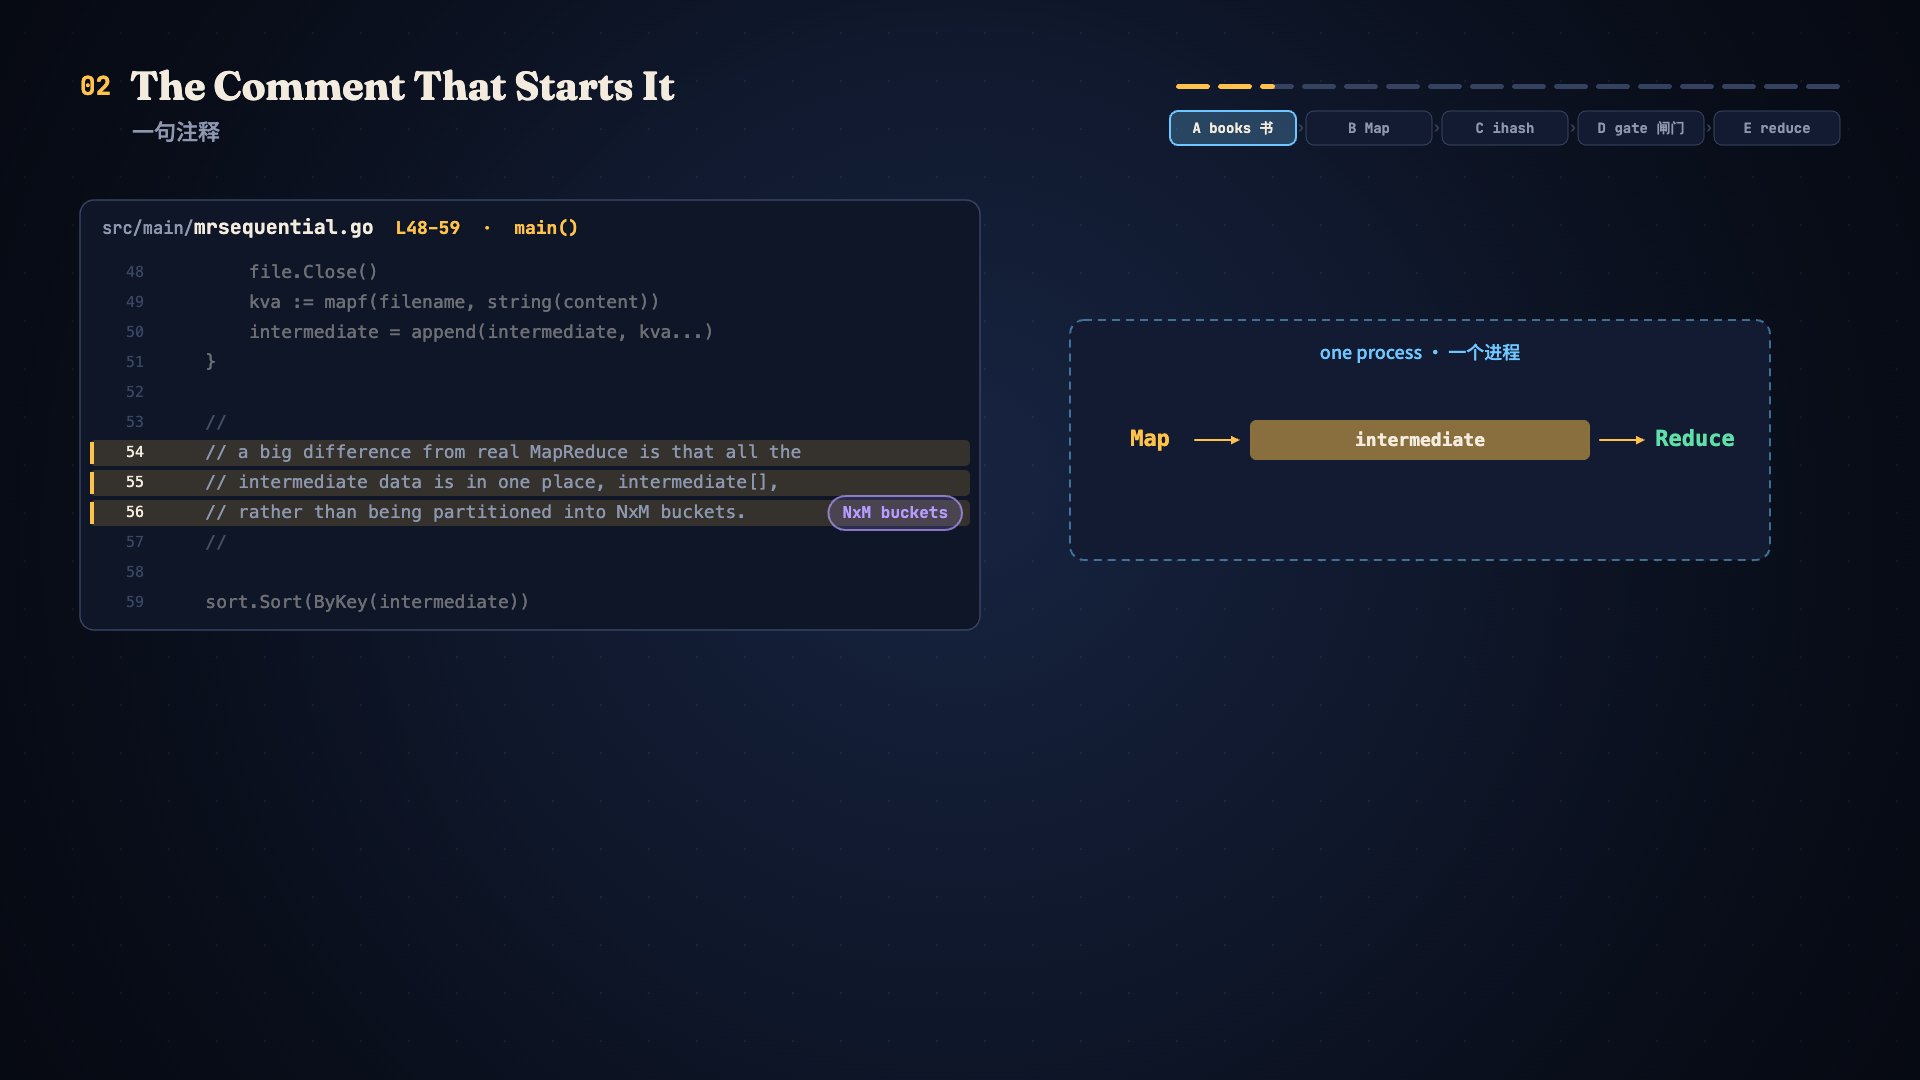 02 The Comment That Starts It
一句注释
A books 书 › B Map › C ihash › D gate 闸门 › E reduce
src/main/mrsequential.go L48–59 · main()
48 file.Close()
49 kva := mapf(filename, string(content))
50 intermediate = append(intermediate, kva...)
51 }
52
53 //
54 // a big difference from real MapReduce is that all the
55 // intermediate data is in one place, intermediate[],
56 // rather than being partitioned into NxM buckets. NxM buckets
57 //
58
59 sort.Sort(ByKey(intermediate))
one process · 一个进程
Map intermediate Reduce